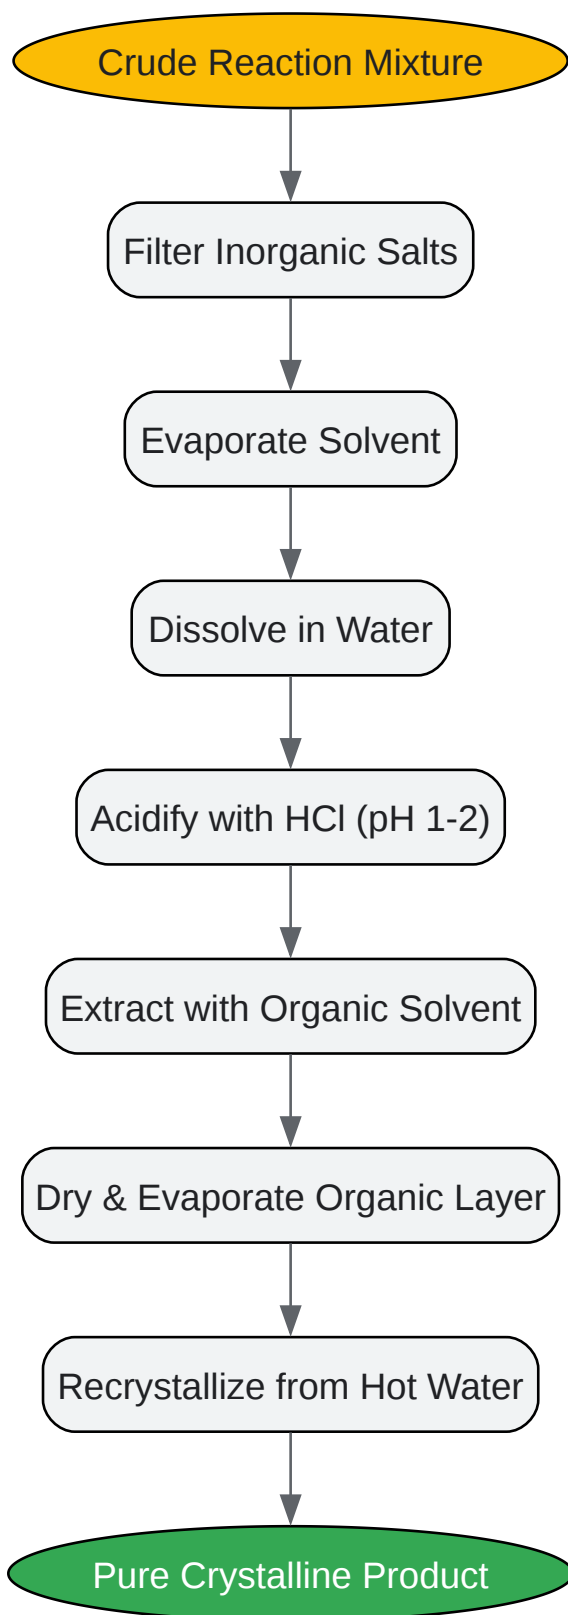 Crude Reaction Mixture
Filter Inorganic Salts
Evaporate Solvent
Dissolve in Water
Acidify with HCl (pH 1-2)
Extract with Organic Solvent
Dry & Evaporate Organic Layer
Recrystallize from Hot Water
Pure Crystalline Product